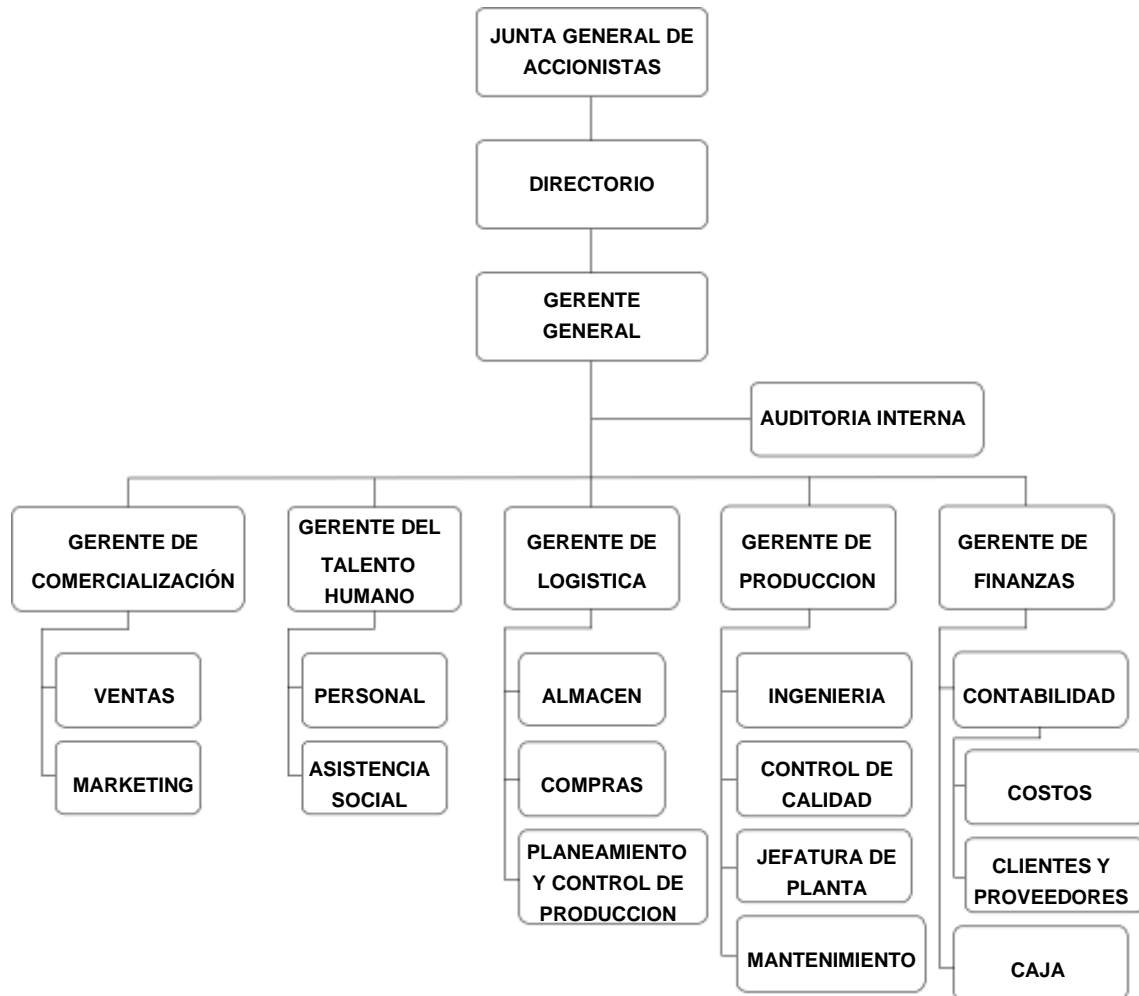 JUNTA GENERAL DE
ACCIONISTAS
DIRECTORIO
GERENTE
GENERAL
AUDITORIA INTERNA
GERENTE DE
COMERCIALIZACIÓN
GERENTE DEL
TALENTO
HUMANO
GERENTE DE
LOGISTICA
GERENTE DE
PRODUCCION
GERENTE DE
FINANZAS
VENTAS
MARKETING
PERSONAL
ASISTENCIA
SOCIAL
ALMACEN
COMPRAS
PLANEAMIENTO
Y CONTROL DE
PRODUCCION
INGENIERIA
CONTROL DE
CALIDAD
JEFATURA DE
PLANTA
MANTENIMIENTO
CONTABILIDAD
COSTOS
CLIENTES Y
PROVEEDORES
CAJA